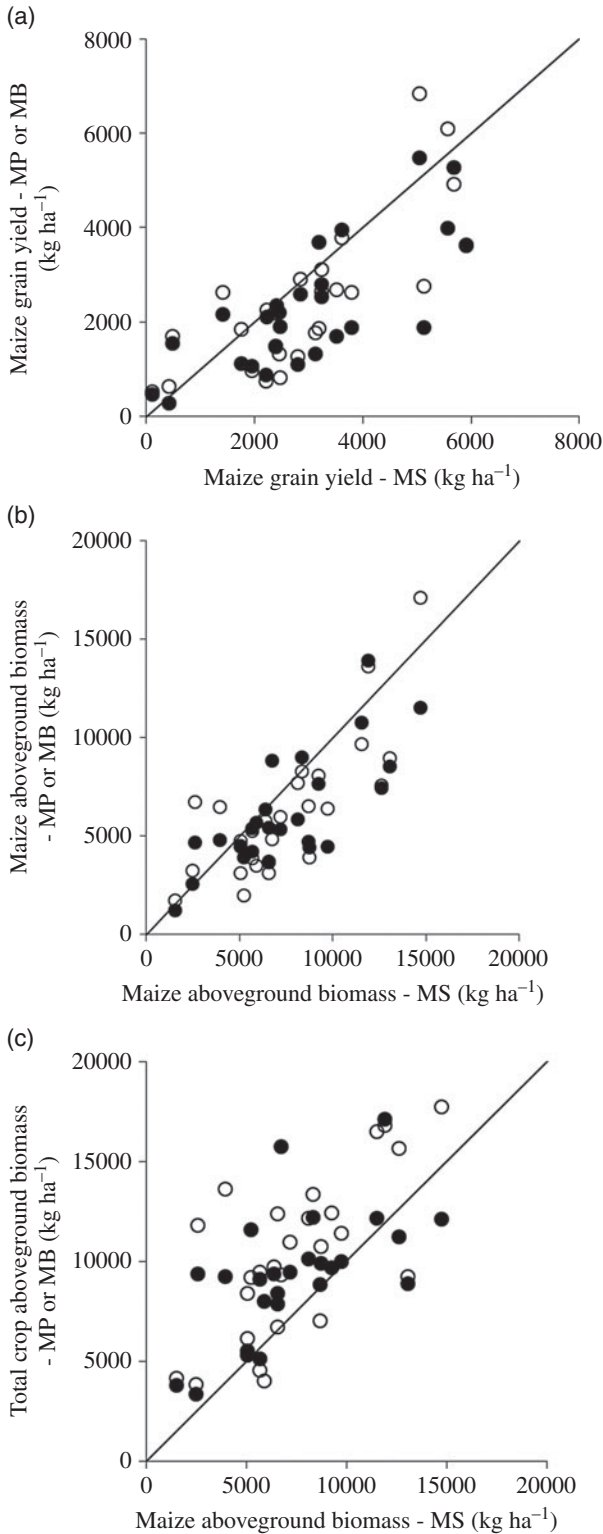 (a)
8000
6000
4000
2000
0
Maize grain yield - MP or MB
(kg ha⁻¹)
0 2000 4000 6000 8000
Maize grain yield - MS (kg ha⁻¹)
(b)
20000
15000
10000
5000
0
Maize aboveground biomass
- MP or MB (kg ha⁻¹)
0 5000 10000 15000 20000
Maize aboveground biomass - MS (kg ha⁻¹)
(c)
20000
15000
10000
5000
0
Total crop aboveground biomass
- MP or MB (kg ha⁻¹)
0 5000 10000 15000 20000
Maize aboveground biomass - MS (kg ha⁻¹)